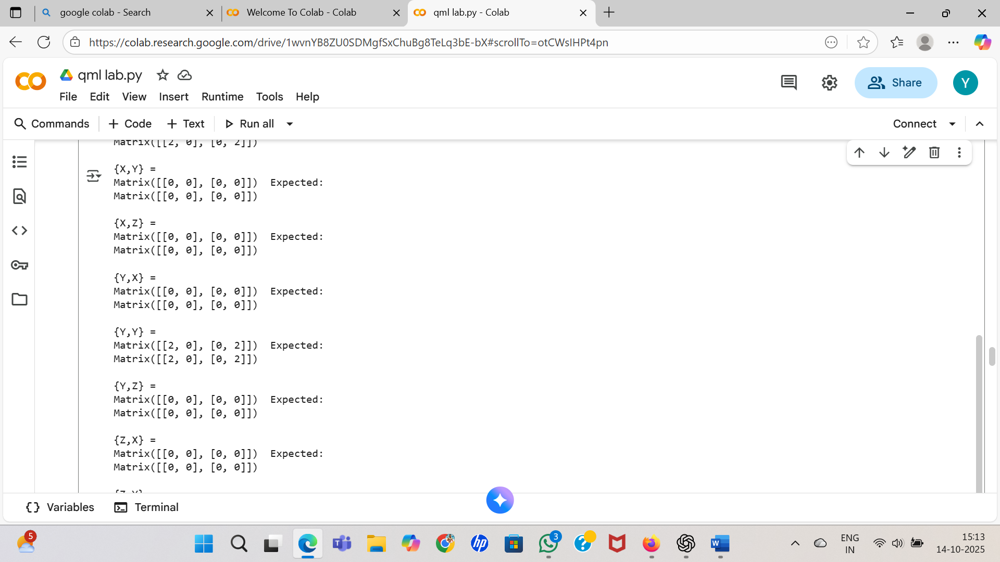 google colab - Search
Welcome To Colab - Colab
qml lab.py - Colab
https://colab.research.google.com/drive/1wvnYB8ZU0SDMgfSxChuBg8TeLq3bE-bX#scrollTo=otCWsIHPt4pn
qml lab.py
File Edit View Insert Runtime Tools Help
Share
Y
Commands + Code + Text Run all
Connect
Matrix([[2, 0], [0, 2]])
{X,Y} =
Matrix([[0, 0], [0, 0]])  Expected:
Matrix([[0, 0], [0, 0]])
{X,Z} =
Matrix([[0, 0], [0, 0]])  Expected:
Matrix([[0, 0], [0, 0]])
{Y,X} =
Matrix([[0, 0], [0, 0]])  Expected:
Matrix([[0, 0], [0, 0]])
{Y,Y} =
Matrix([[2, 0], [0, 2]])  Expected:
Matrix([[2, 0], [0, 2]])
{Y,Z} =
Matrix([[0, 0], [0, 0]])  Expected:
Matrix([[0, 0], [0, 0]])
{Z,X} =
Matrix([[0, 0], [0, 0]])  Expected:
Matrix([[0, 0], [0, 0]])
Variables
Terminal
5
hp
3
W
ENG
IN
15:13
14-10-2025